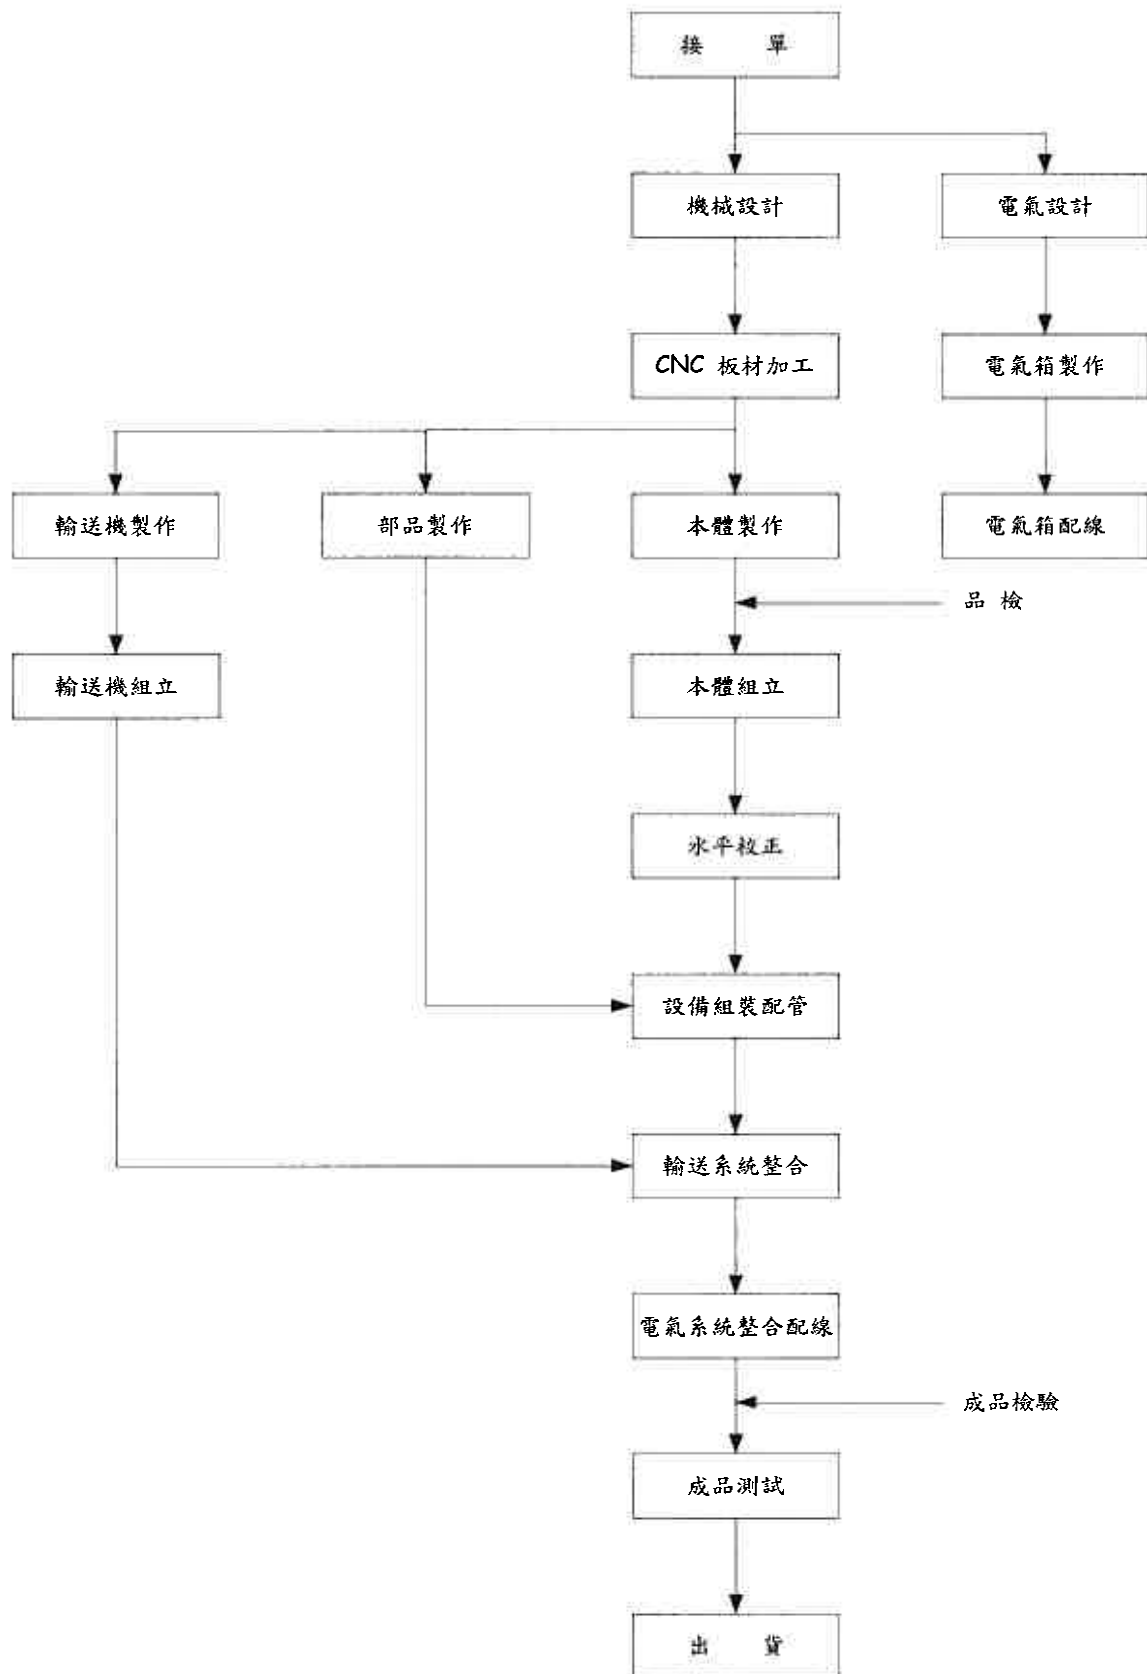 接 單
機械設計
電氣設計
CNC 板材加工
電氣箱製作
輸送機製作
部品製作
本體製作
電氣箱配線
品 檢
輸送機組立
本體組立
水平校正
設備組裝配管
輸送系統整合
電氣系統整合配線
成品檢驗
成品測試
出 貨